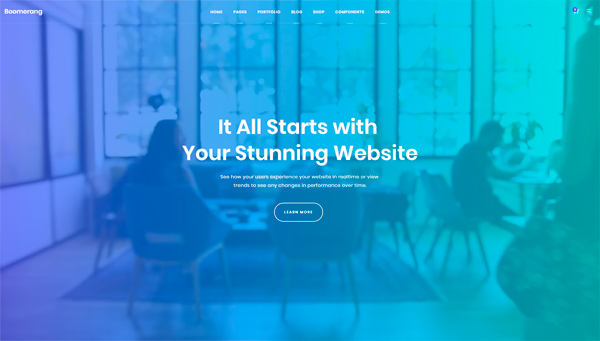 Boomerang
HOME PAGES PORTFOLIO BLOG SHOP COMPONENTS DEMOS
It All Starts with
Your Stunning Website
See how your users experience your website in realtime or view
trends to see any changes in performance over time.
LEARN MORE